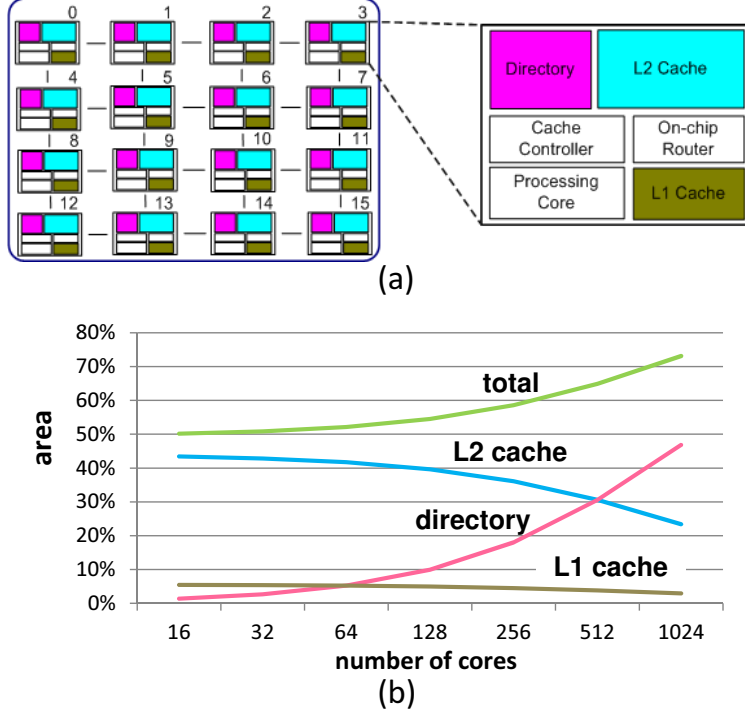 0 1 2 3
4 5 6 7
8 9 10 11
12 13 14 15
Directory
L2 Cache
Cache
Controller
On-chip
Router
Processing
Core
L1 Cache
(a)
80%
70%
60%
50%
40%
30%
20%
10%
0%
area
total
L2 cache
directory
L1 cache
16 32 64 128 256 512 1024
number of cores
(b)